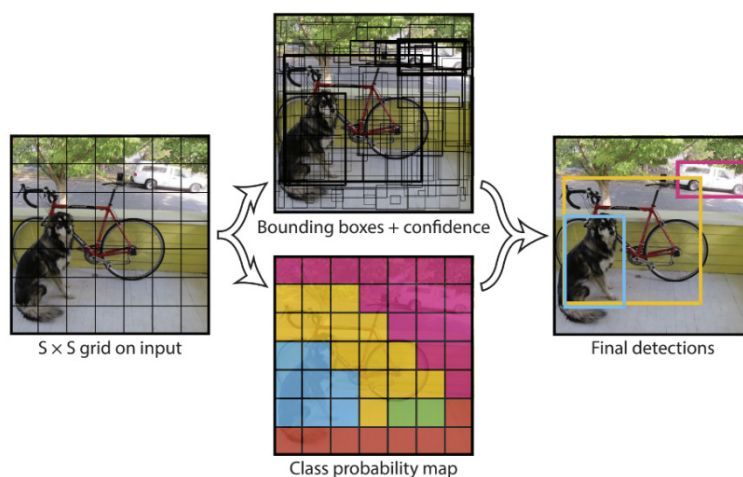 Bounding boxes + confidence
S × S grid on input
Final detections
Class probability map